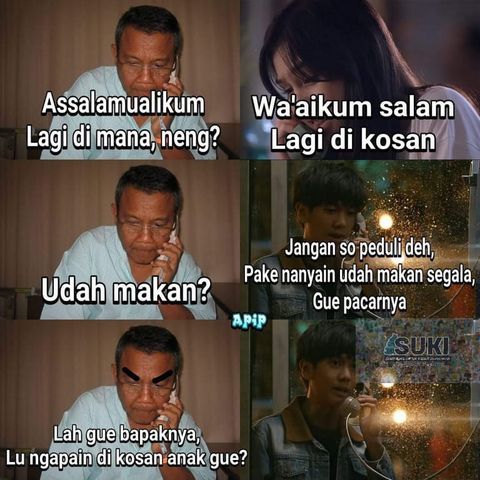 Assalamualikum
Lagi di mana, neng?
Wa'aikum salam
Lagi di kosan
Udah makan?
Jangan so peduli deh,
Pake nanyain udah makan segala,
Gue pacarnya
Apip
SUKI
Lah gue bapaknya,
Lu ngapain di kosan anak gue?